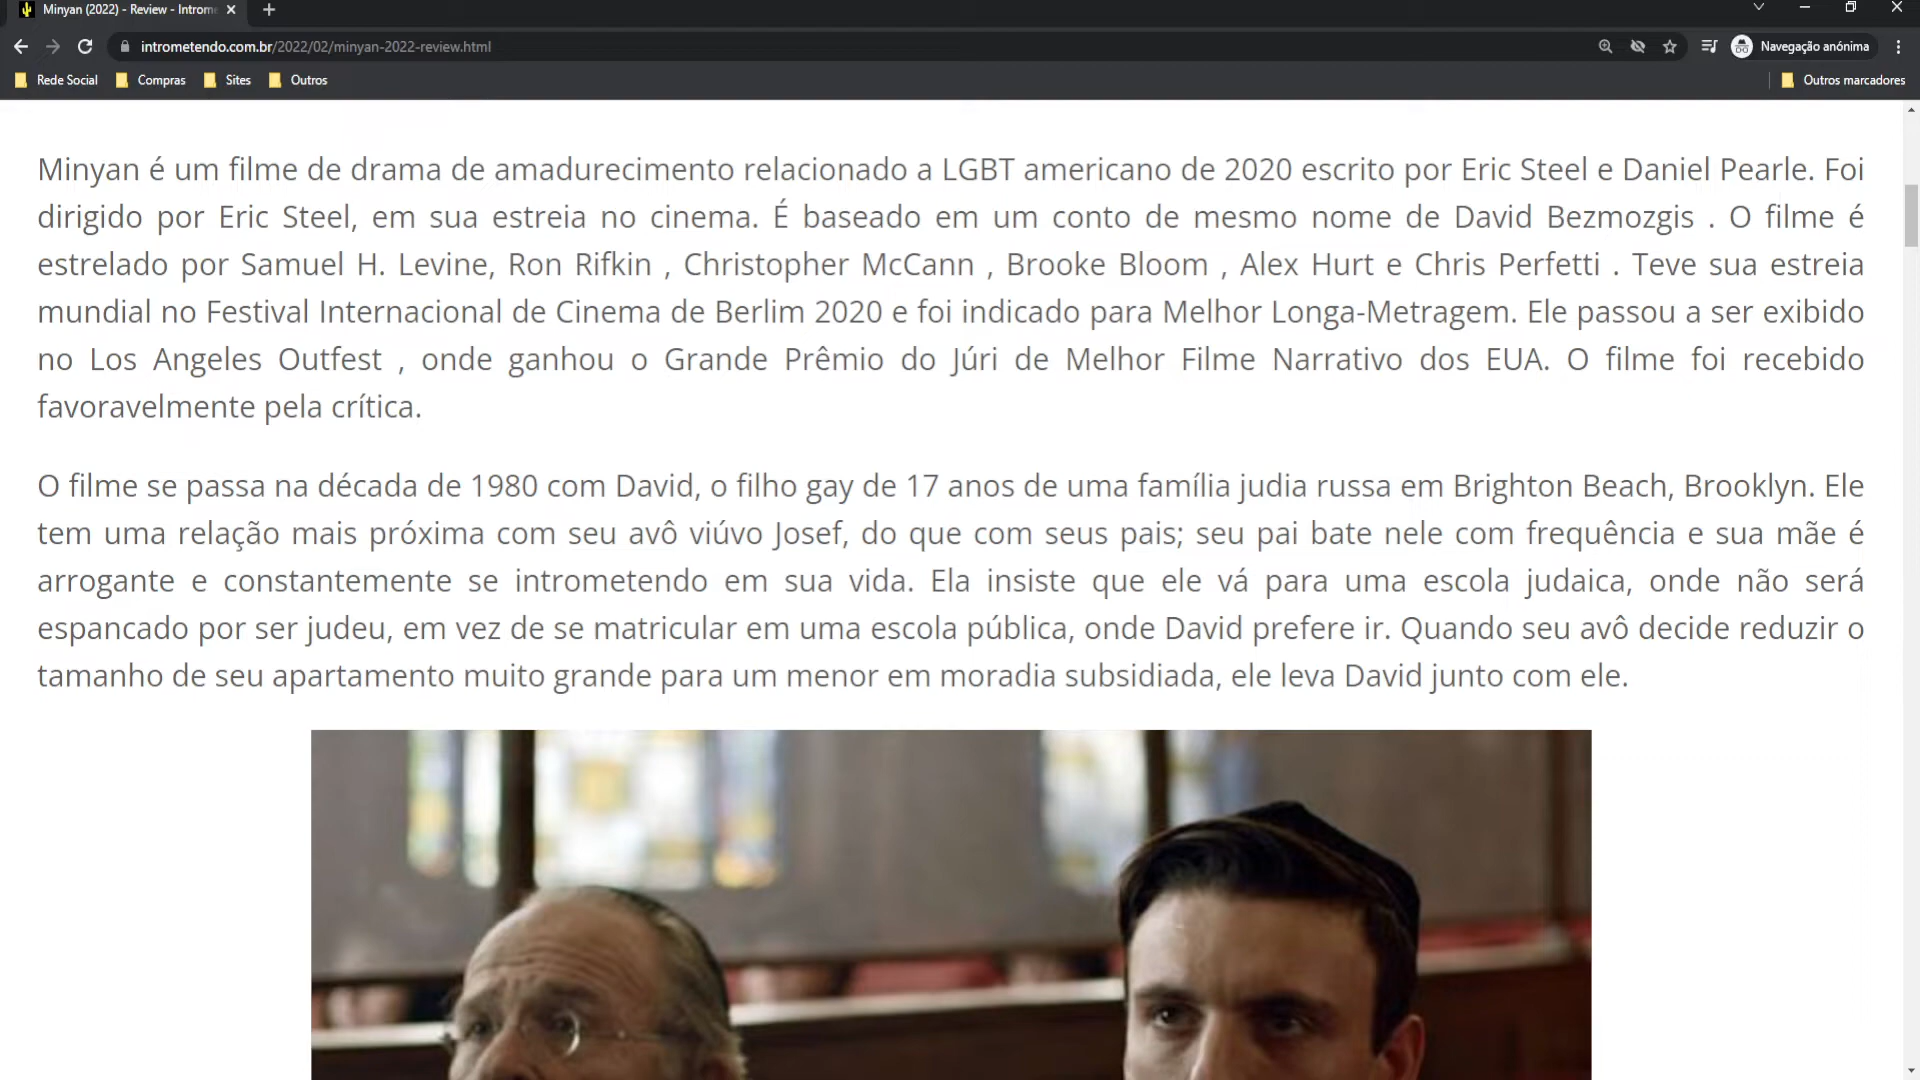 Minyan (2022) - Review - Introm
intrometendo.com.br/2022/02/minyan-2022-review.html
Navegação anónima
Rede Social Compras Sites Outros Outros marcadores
Minyan é um filme de drama de amadurecimento relacionado a LGBT americano de 2020 escrito por Eric Steel e Daniel Pearle. Foi
dirigido por Eric Steel, em sua estreia no cinema. É baseado em um conto de mesmo nome de David Bezmozgis . O filme é
estrelado por Samuel H. Levine, Ron Rifkin , Christopher McCann , Brooke Bloom , Alex Hurt e Chris Perfetti . Teve sua estreia
mundial no Festival Internacional de Cinema de Berlim 2020 e foi indicado para Melhor Longa-Metragem. Ele passou a ser exibido
no Los Angeles Outfest , onde ganhou o Grande Prêmio do Júri de Melhor Filme Narrativo dos EUA. O filme foi recebido
favoravelmente pela crítica.
O filme se passa na década de 1980 com David, o filho gay de 17 anos de uma família judia russa em Brighton Beach, Brooklyn. Ele
tem uma relação mais próxima com seu avô viúvo Josef, do que com seus pais; seu pai bate nele com frequência e sua mãe é
arrogante e constantemente se intrometendo em sua vida. Ela insiste que ele vá para uma escola judaica, onde não será
espancado por ser judeu, em vez de se matricular em uma escola pública, onde David prefere ir. Quando seu avô decide reduzir o
tamanho de seu apartamento muito grande para um menor em moradia subsidiada, ele leva David junto com ele.